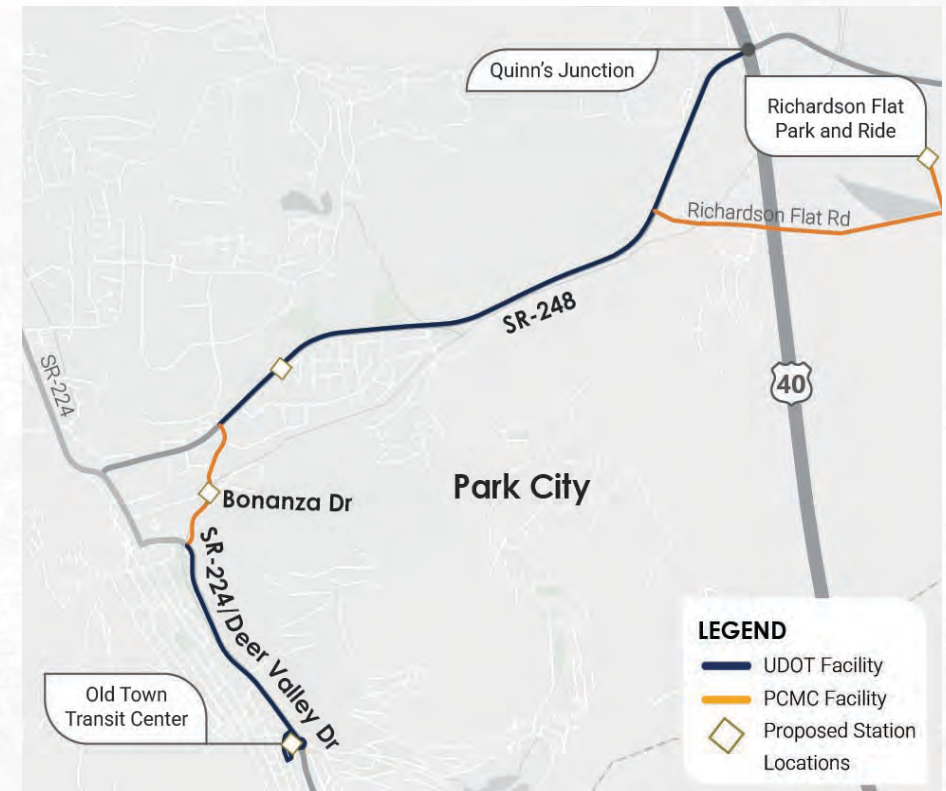 Quinn's Junction
Richardson Flat
Park and Ride
Richardson Flat Rd
SR-248
SR-224
40
Park City
Bonanza Dr
SR-224/Deer Valley Dr
Old Town
Transit Center
LEGEND
UDOT Facility
PCMC Facility
Proposed Station
Locations